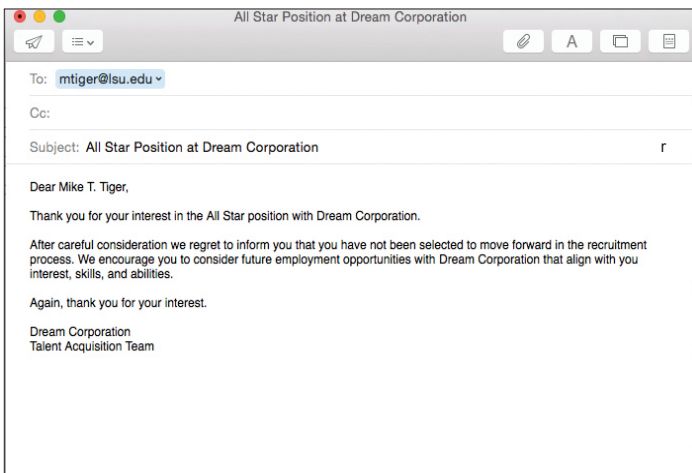 All Star Position at Dream Corporation
A
To: mtiger@lsu.edu
Cc:
Subject: All Star Position at Dream Corporation r
Dear Mike T. Tiger,
Thank you for your interest in the All Star position with Dream Corporation.
After careful consideration we regret to inform you that you have not been selected to move forward in the recruitment
process. We encourage you to consider future employment opportunities with Dream Corporation that align with you
interest, skills, and abilities.
Again, thank you for your interest.
Dream Corporation
Talent Acquisition Team